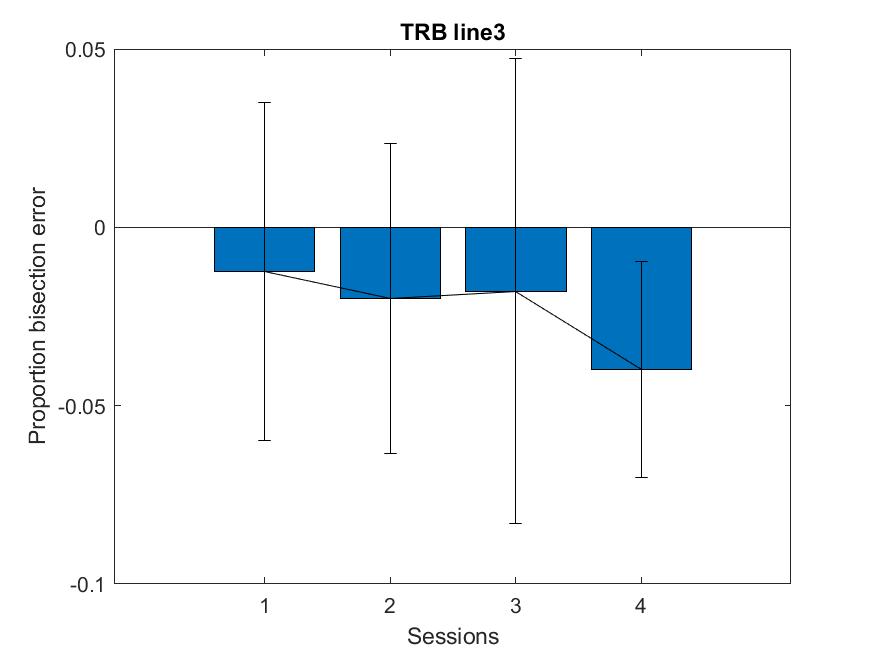 TRB line3
0.05
0
-0.05
-0.1
Proportion bisection error
1 2 3 4
Sessions